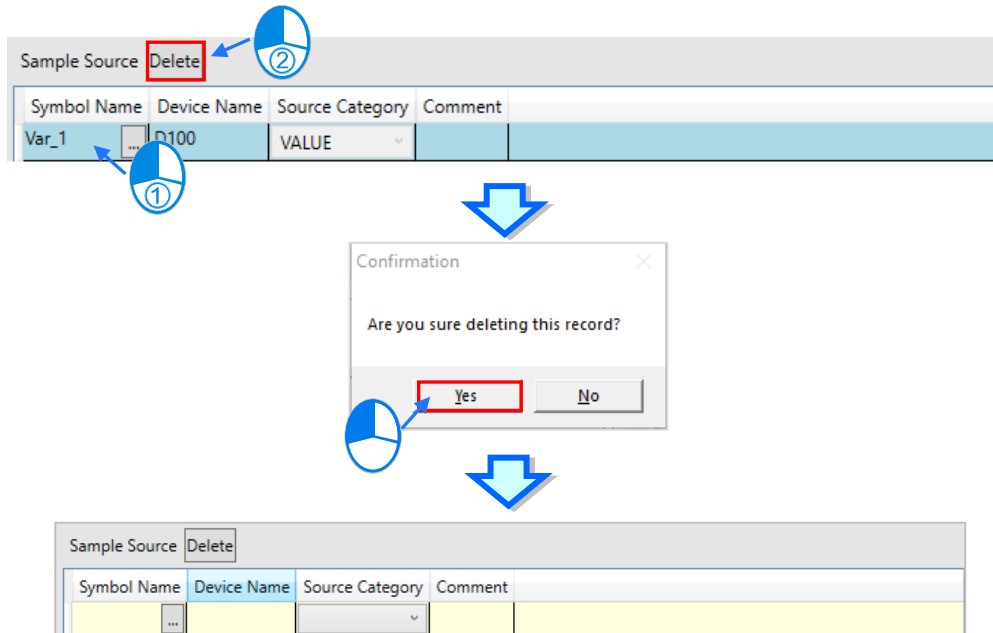 ②
Sample Source Delete
Symbol Name Device Name Source Category Comment
Var_1 ... D100 VALUE
①
Confirmation
Are you sure deleting this record?
Yes No
Sample Source Delete
Symbol Name Device Name Source Category Comment
...